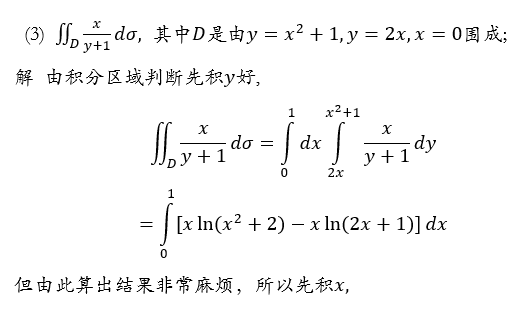 (3) ∬_D x/(y+1) dσ, 其中D是由y = x² + 1, y = 2x, x = 0围成;
解 由积分区域判断先积y好,
∬_D x/(y+1) dσ = ∫_0^1 dx ∫_{2x}^{x²+1} x/(y+1) dy
= ∫_0^1 [x ln(x² + 2) − x ln(2x + 1)] dx
但由此算出结果非常麻烦，所以先积x,